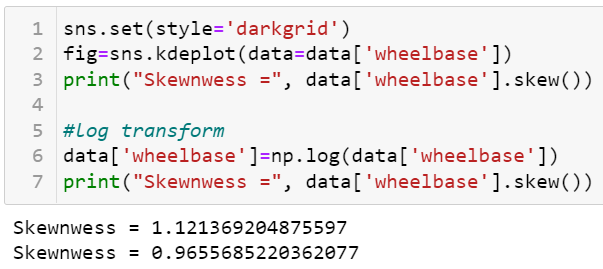 1 sns.set(style='darkgrid')
2 fig=sns.kdeplot(data=data['wheelbase'])
3 print("Skewnwess =", data['wheelbase'].skew())
4
5 #log transform
6 data['wheelbase']=np.log(data['wheelbase'])
7 print("Skewnwess =", data['wheelbase'].skew())
Skewnwess = 1.121369204875597
Skewnwess = 0.9655685220362077